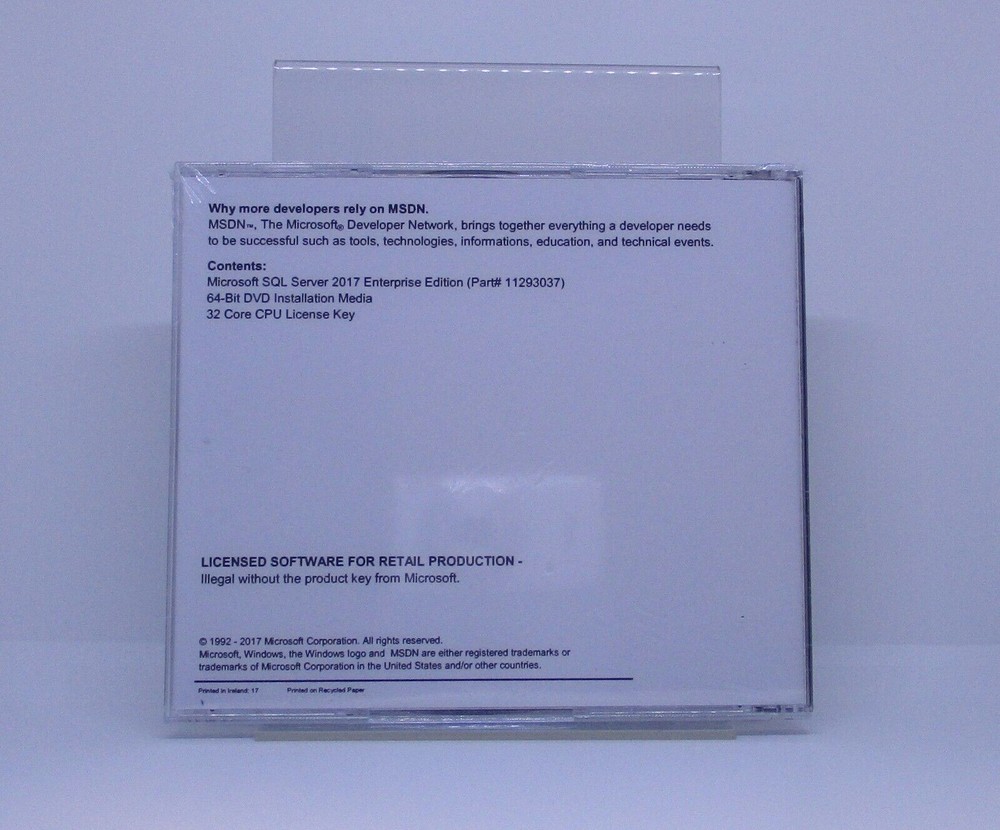 Why more developers rely on MSDN.
MSDN™, The Microsoft® Developer Network, brings together everything a developer needs
to be successful such as tools, technologies, informations, education, and technical events.
Contents:
Microsoft SQL Server 2017 Enterprise Edition (Part# 11293037)
64-Bit DVD Installation Media
32 Core CPU License Key
LICENSED SOFTWARE FOR RETAIL PRODUCTION -
Illegal without the product key from Microsoft.
© 1992 - 2017 Microsoft Corporation. All rights reserved.
Microsoft, Windows, the Windows logo and MSDN are either registered trademarks or
trademarks of Microsoft Corporation in the United States and/or other countries.
Printed in Ireland: 17 Printed on Recycled Paper